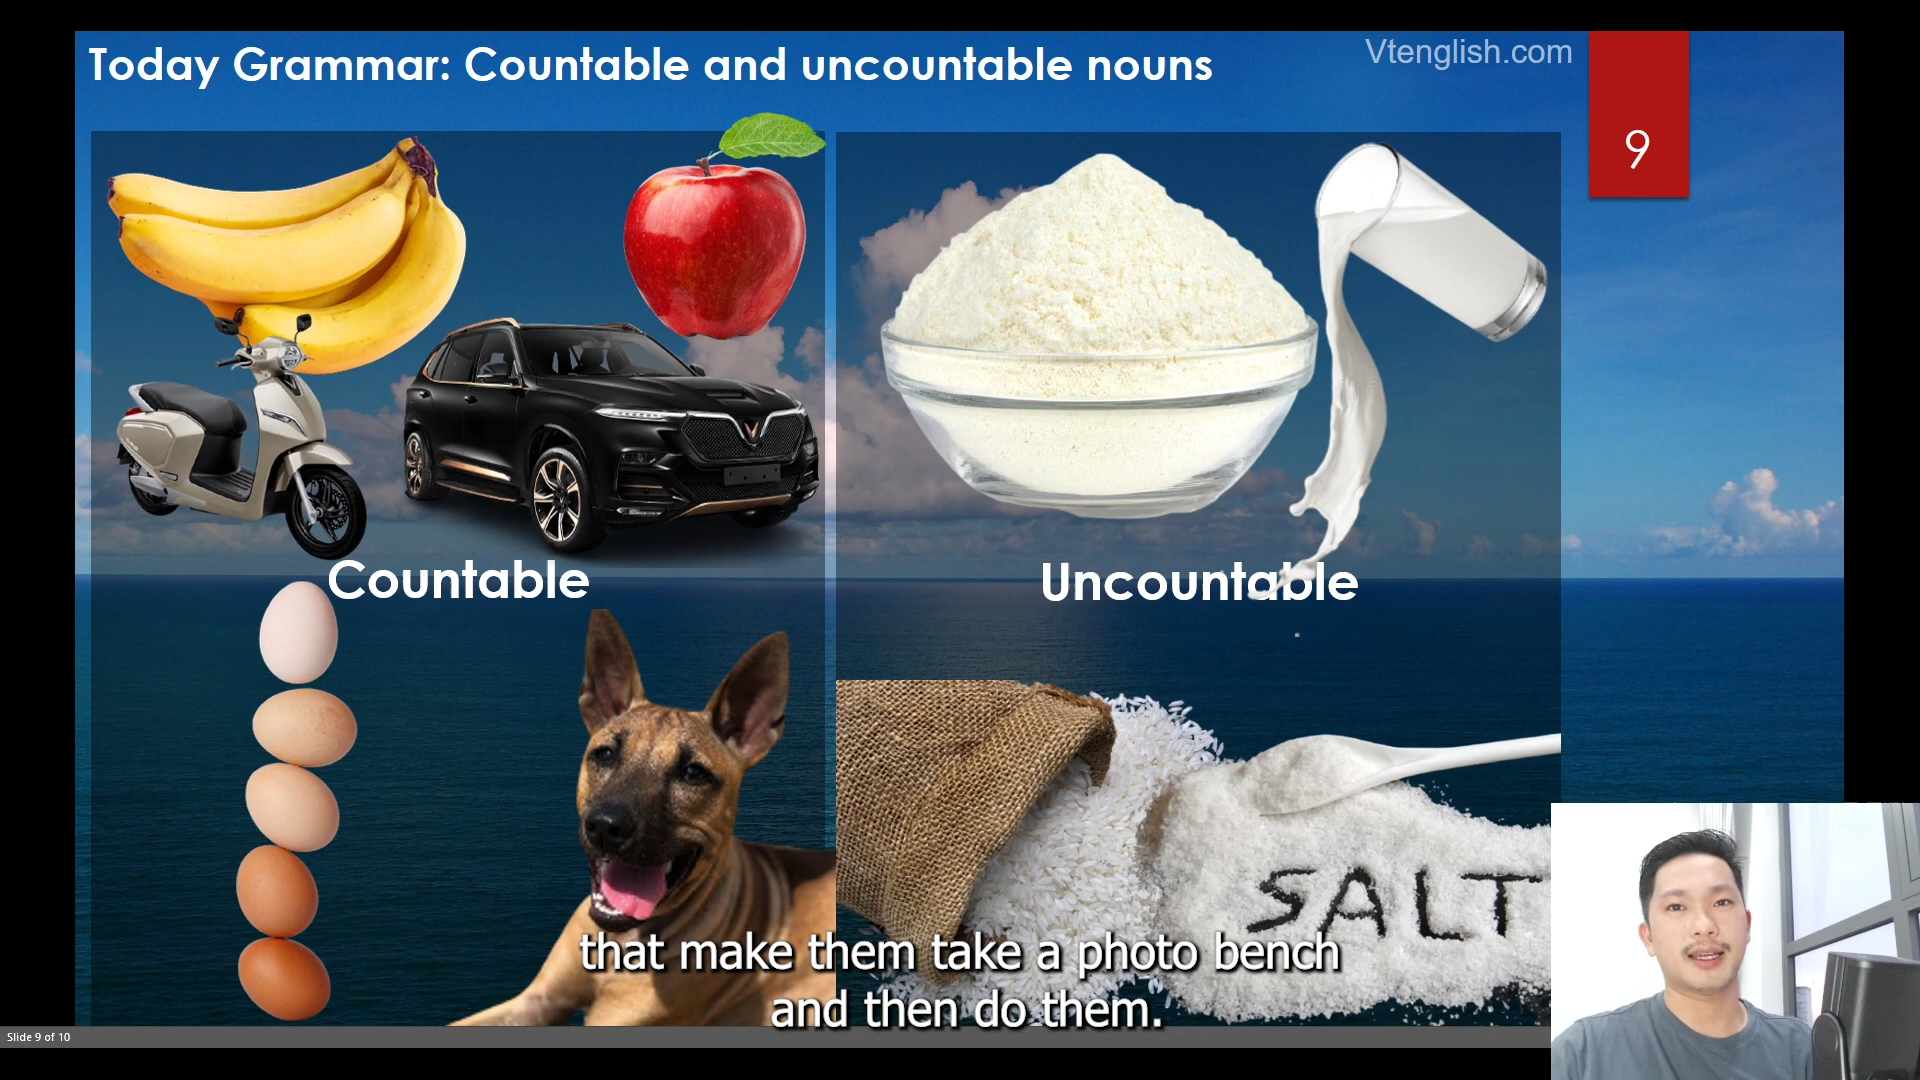 Today Grammar: Countable and uncountable nouns
Vtenglish.com
9
Countable
Uncountable
SALT
that make them take a photo bench
and then do them.
Slide 9 of 10